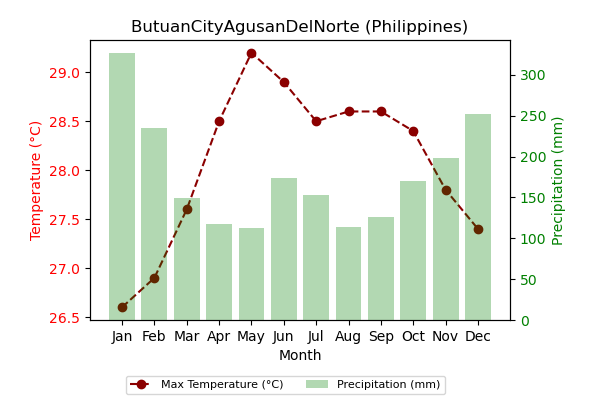 ButuanCityAgusanDelNorte (Philippines)
Temperature (°C)
29.0
28.5
28.0
27.5
27.0
26.5
300
250
200
150
100
50
0
Precipitation (mm)
Jan Feb Mar Apr May Jun Jul Aug Sep Oct Nov Dec
Month
Max Temperature (°C) Precipitation (mm)